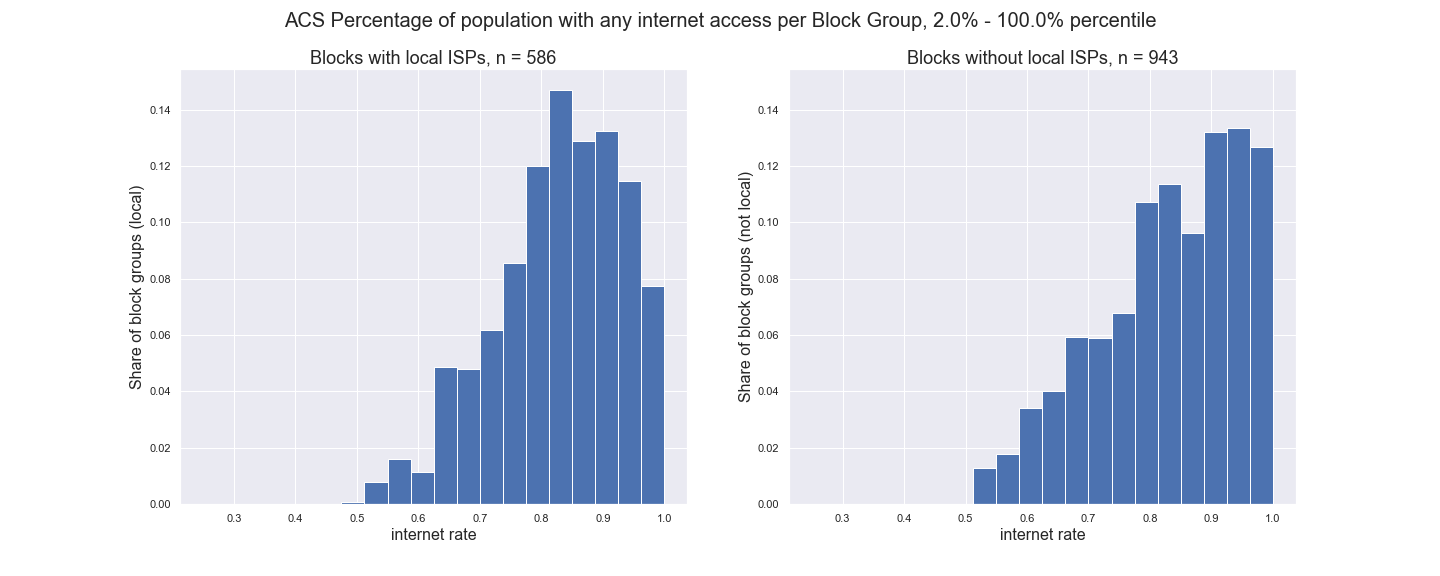 ACS Percentage of population with any internet access per Block Group, 2.0% - 100.0% percentile
Blocks with local ISPs, n = 586
0.14
0.12
0.10
0.08
0.06
0.04
0.02
0.00
Share of block groups (local)
0.3 0.4 0.5 0.6 0.7 0.8 0.9 1.0
internet rate
Blocks without local ISPs, n = 943
0.14
0.12
0.10
0.08
0.06
0.04
0.02
0.00
Share of block groups (not local)
0.3 0.4 0.5 0.6 0.7 0.8 0.9 1.0
internet rate